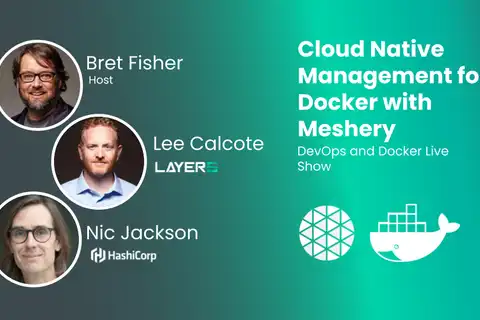 Bret Fisher
Host
Lee Calcote
LAYER5
Nic Jackson
HashiCorp
Cloud Native
Management fo
Docker with
Meshery
DevOps and Docker Live
Show